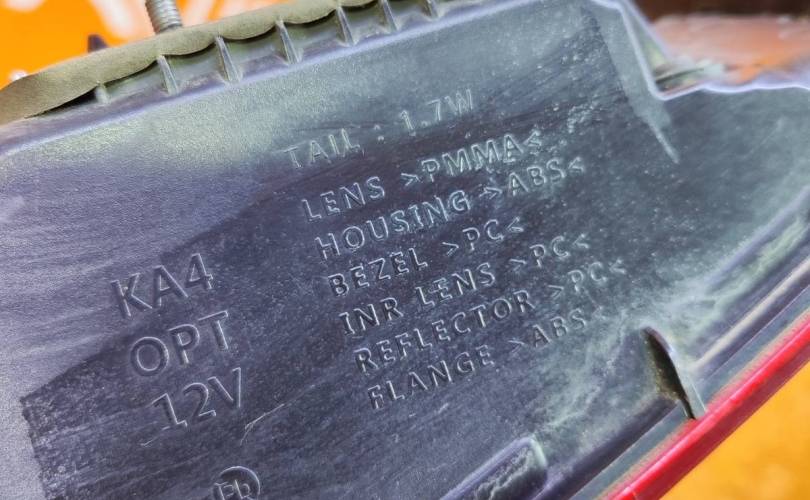 TAIL : 1.7W
LENS >PMMA<
HOUSING >ABS<
BEZEL >PC<
INR LENS >PC<
REFLECTOR >PC<
FLANGE >ABS<
KA4
OPT
12V
Pb